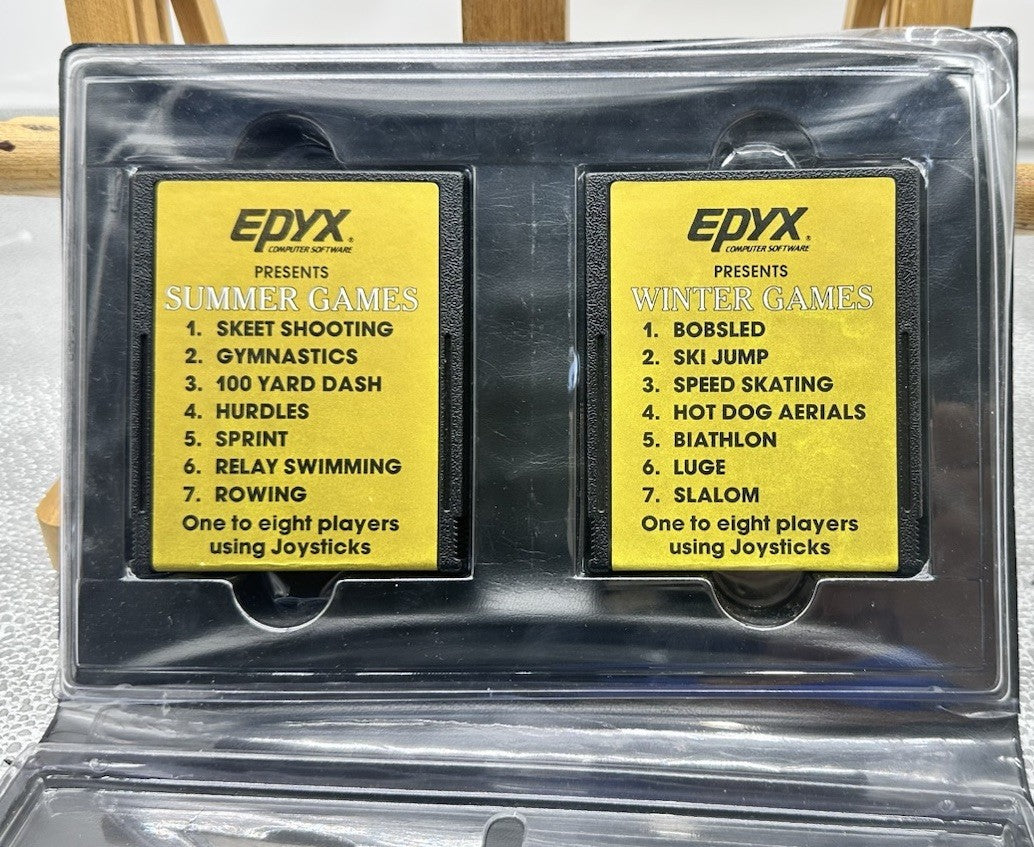 EPYX®
COMPUTER SOFTWARE
PRESENTS
SUMMER GAMES
1. SKEET SHOOTING
2. GYMNASTICS
3. 100 YARD DASH
4. HURDLES
5. SPRINT
6. RELAY SWIMMING
7. ROWING
One to eight players
using Joysticks
EPYX®
COMPUTER SOFTWARE
PRESENTS
WINTER GAMES
1. BOBSLED
2. SKI JUMP
3. SPEED SKATING
4. HOT DOG AERIALS
5. BIATHLON
6. LUGE
7. SLALOM
One to eight players
using Joysticks